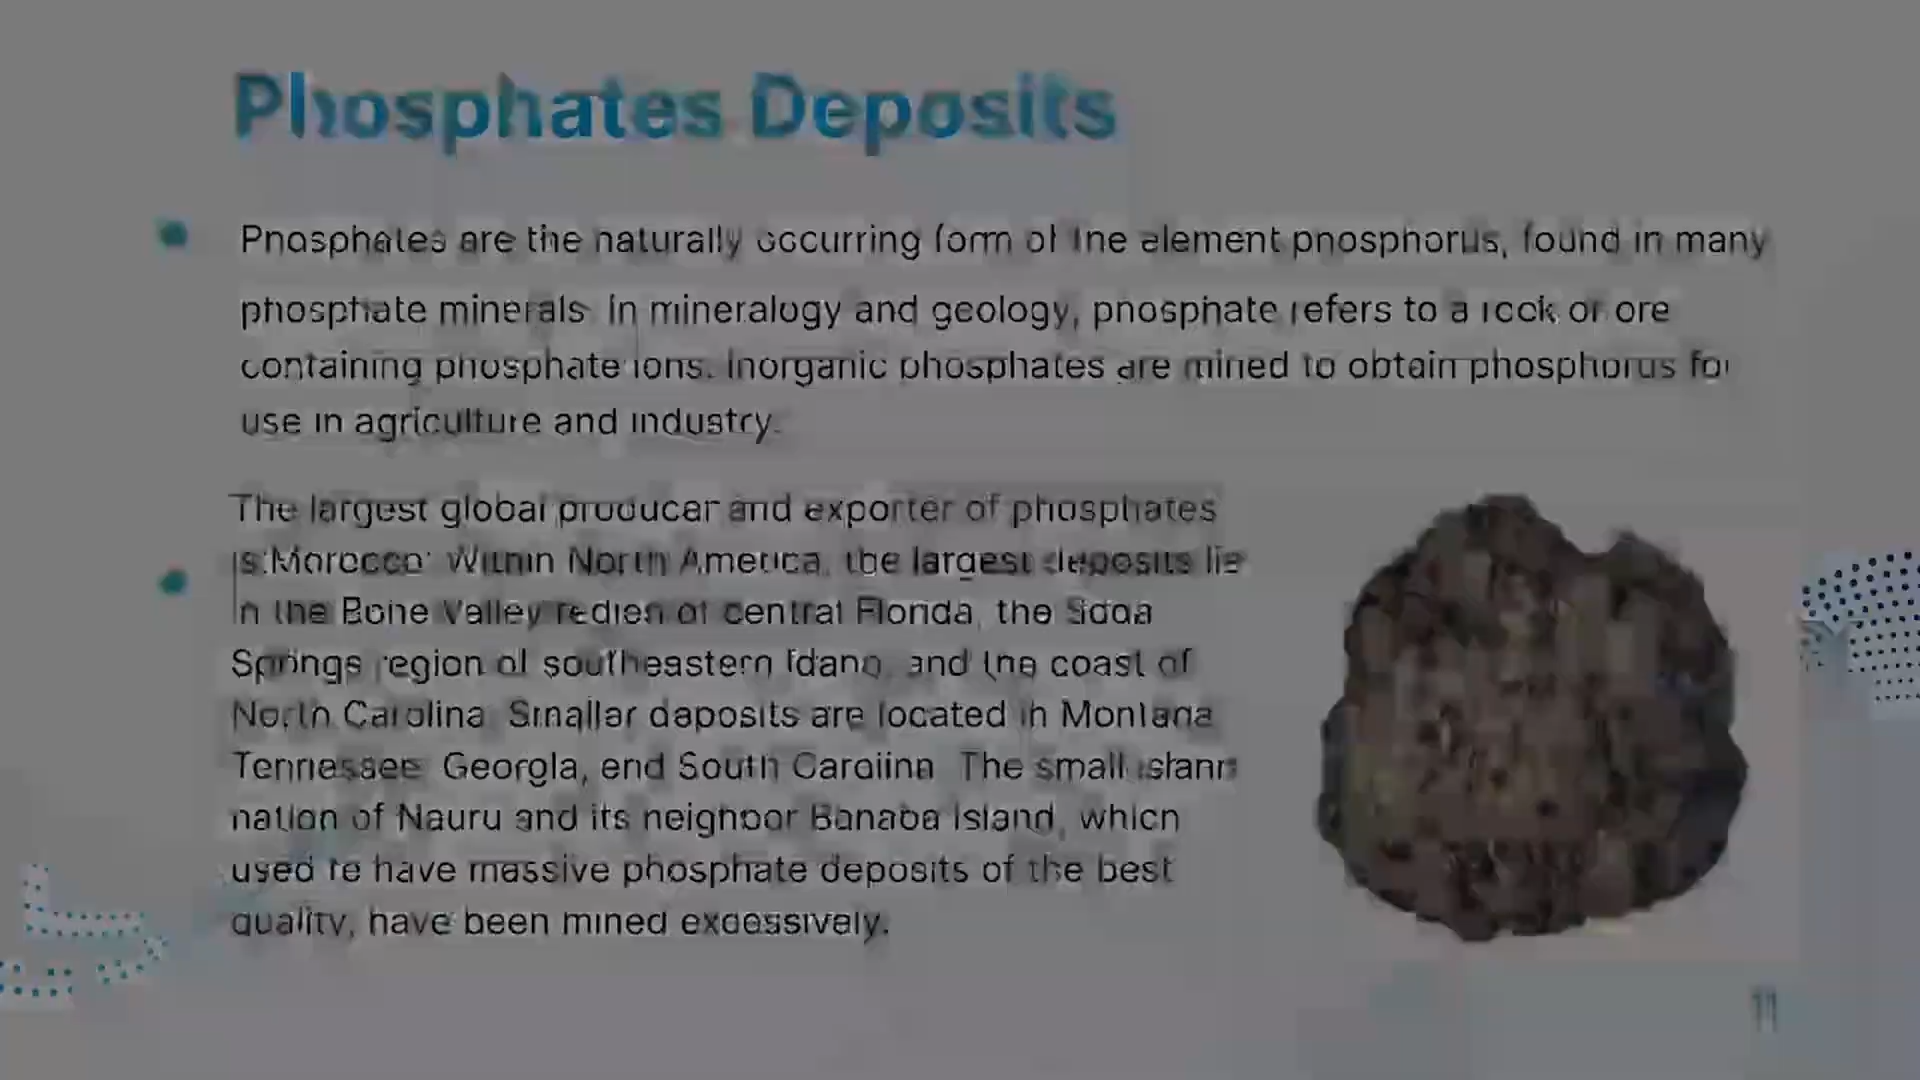 Phosphates Deposits
Phosphates are the naturally occurring form of the element phosphorus, found in many
phosphate minerals. In mineralogy and geology, phosphate refers to a rock or ore
containing phosphate ions. Inorganic phosphates are mined to obtain phosphorus for
use in agriculture and industry.
The largest global producer and exporter of phosphates
is Morocco. Within North America, the largest deposits lie
in the Bone Valley region of central Florida, the Soda
Springs region of southeastern Idaho, and the coast of
North Carolina. Smaller deposits are located in Montana,
Tennessee, Georgia, and South Carolina. The small island
nation of Nauru and its neighbor Banaba Island, which
used to have massive phosphate deposits of the best
quality, have been mined excessively.
11